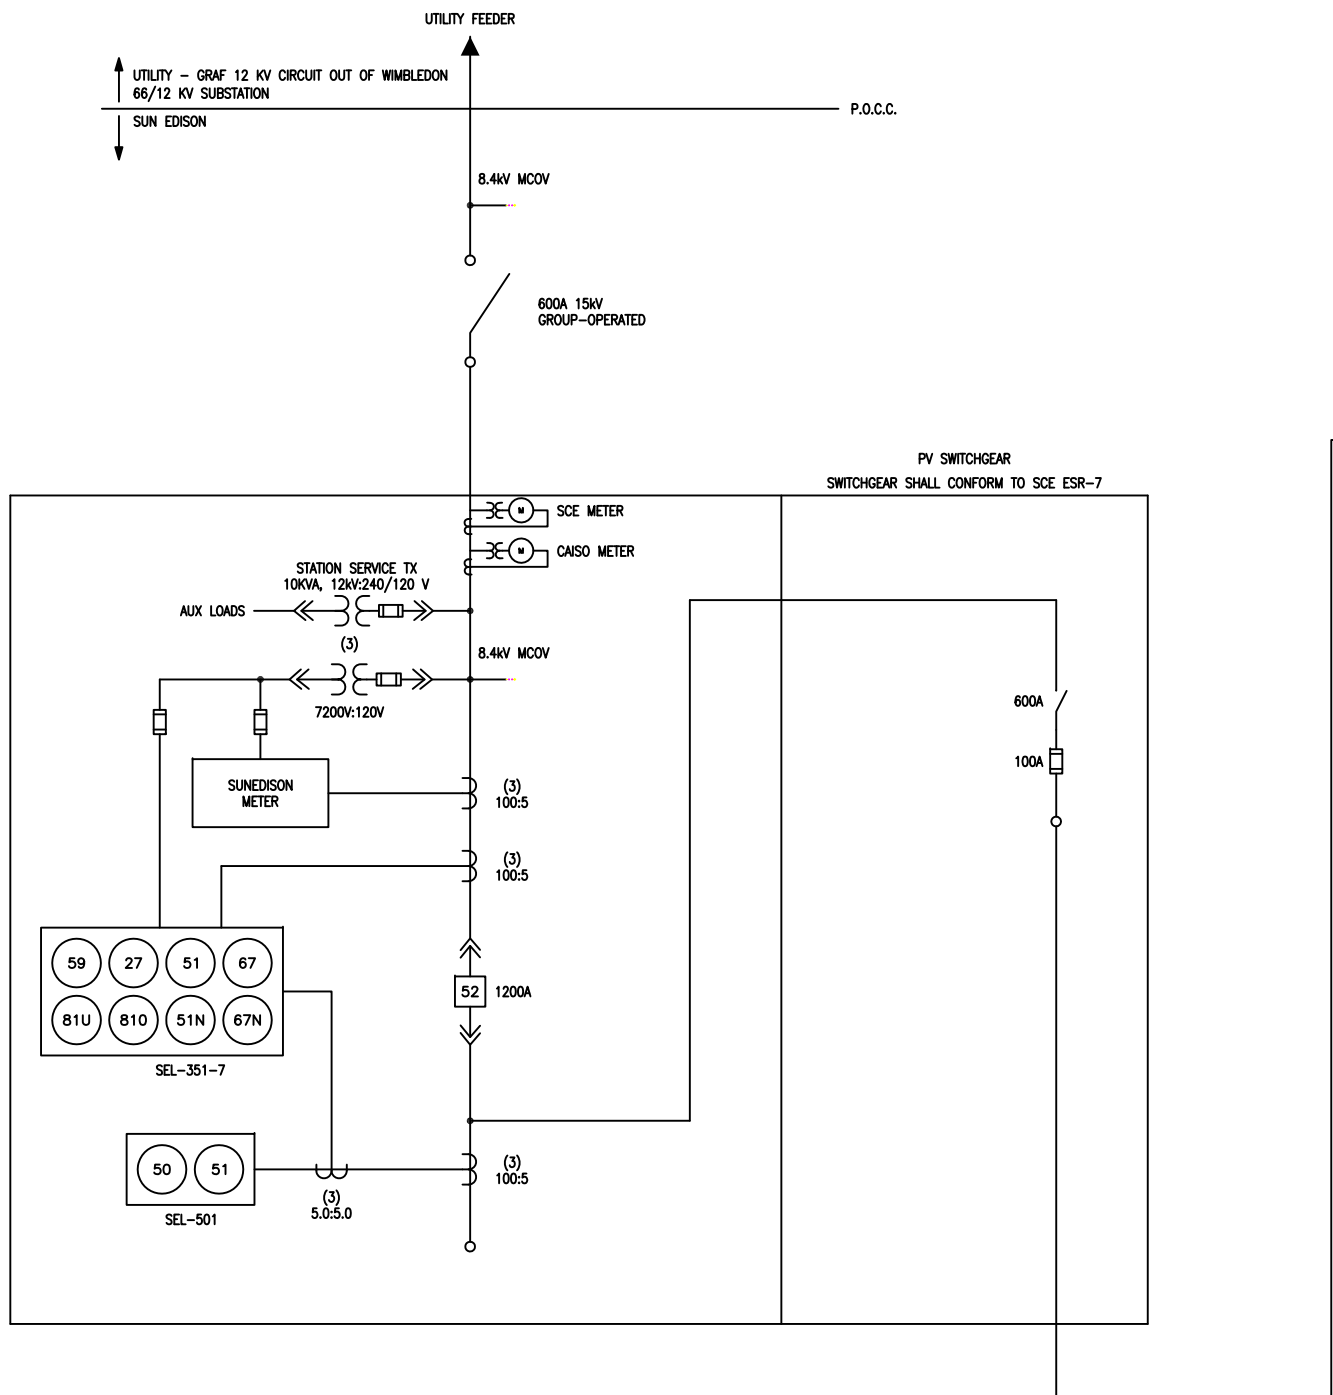 UTILITY FEEDER
UTILITY - GRAF 12 KV CIRCUIT OUT OF WIMBLEDON
66/12 KV SUBSTATION
P.O.C.C.
SUN EDISON
8.4kV MCOV
600A 15kV
GROUP-OPERATED
PV SWITCHGEAR
SWITCHGEAR SHALL CONFORM TO SCE ESR-7
M
SCE METER
M
CAISO METER
STATION SERVICE TX
10KVA, 12kV:240/120 V
AUX LOADS
(3)
8.4kV MCOV
7200V:120V
600A
100A
SUNEDISON
METER
(3)
100:5
(3)
100:5
59
27
51
67
52
1200A
81U
81O
51N
67N
SEL-351-7
50
51
(3)
100:5
(3)
5.0:5.0
SEL-501